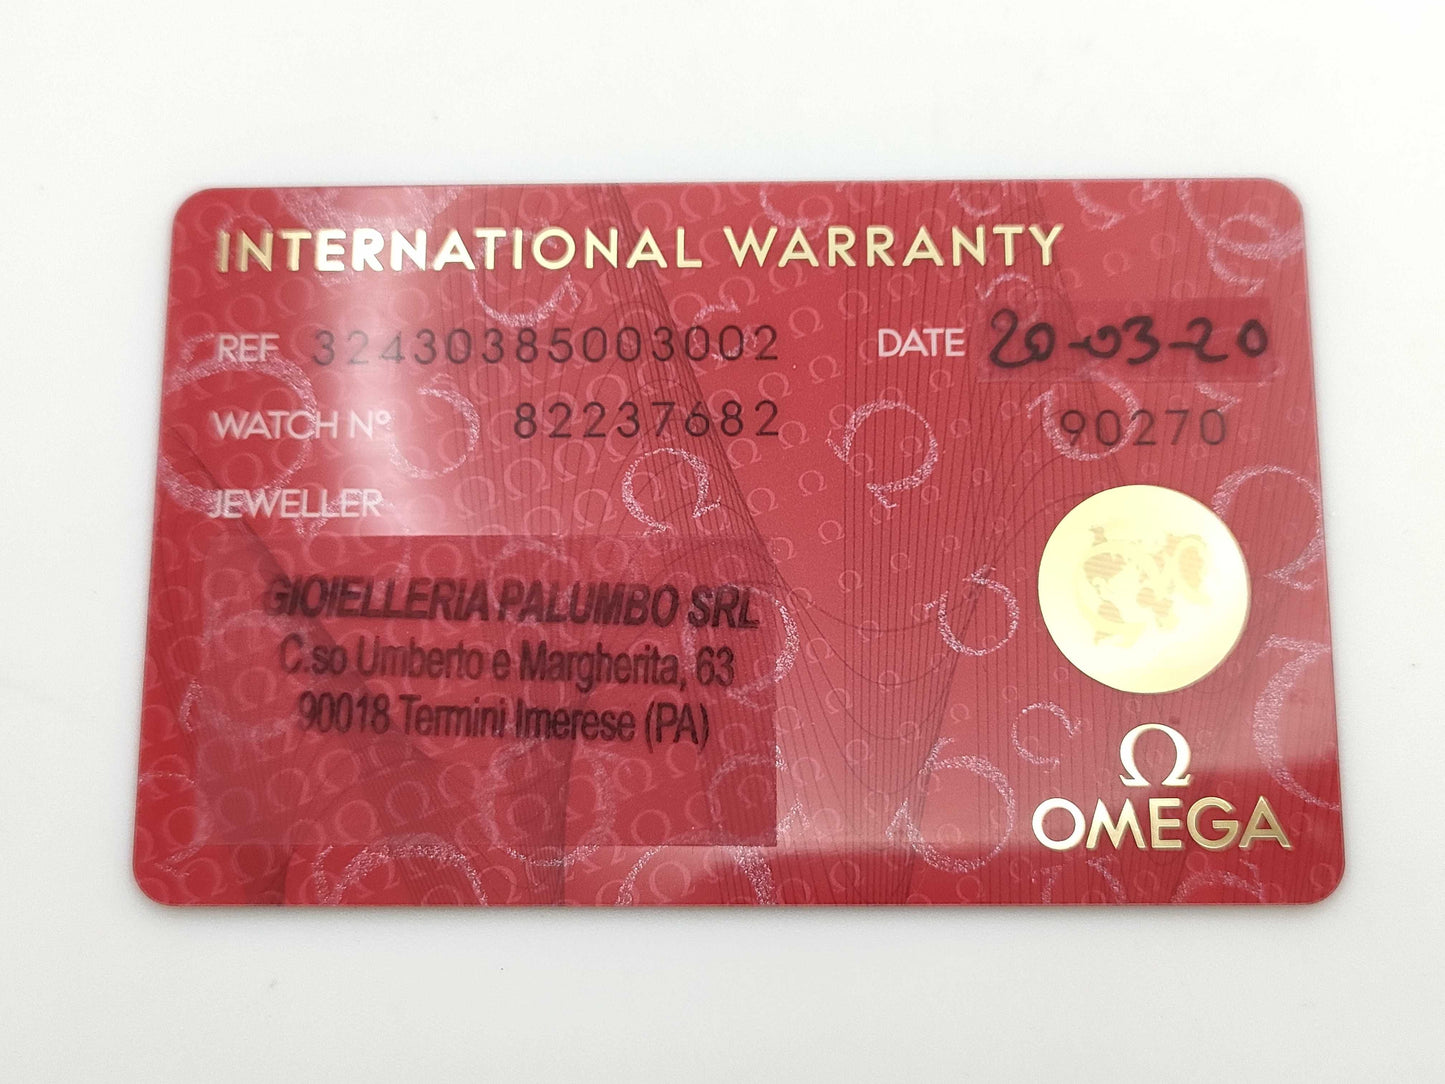 INTERNATIONAL WARRANTY
REF 32430385003002 DATE 20-03-20
WATCH Nº 82237682 90270
JEWELLER
GIOIELLERIA PALUMBO SRL
C.so Umberto e Margherita, 63
90018 Termini Imerese (PA)
Ω
OMEGA